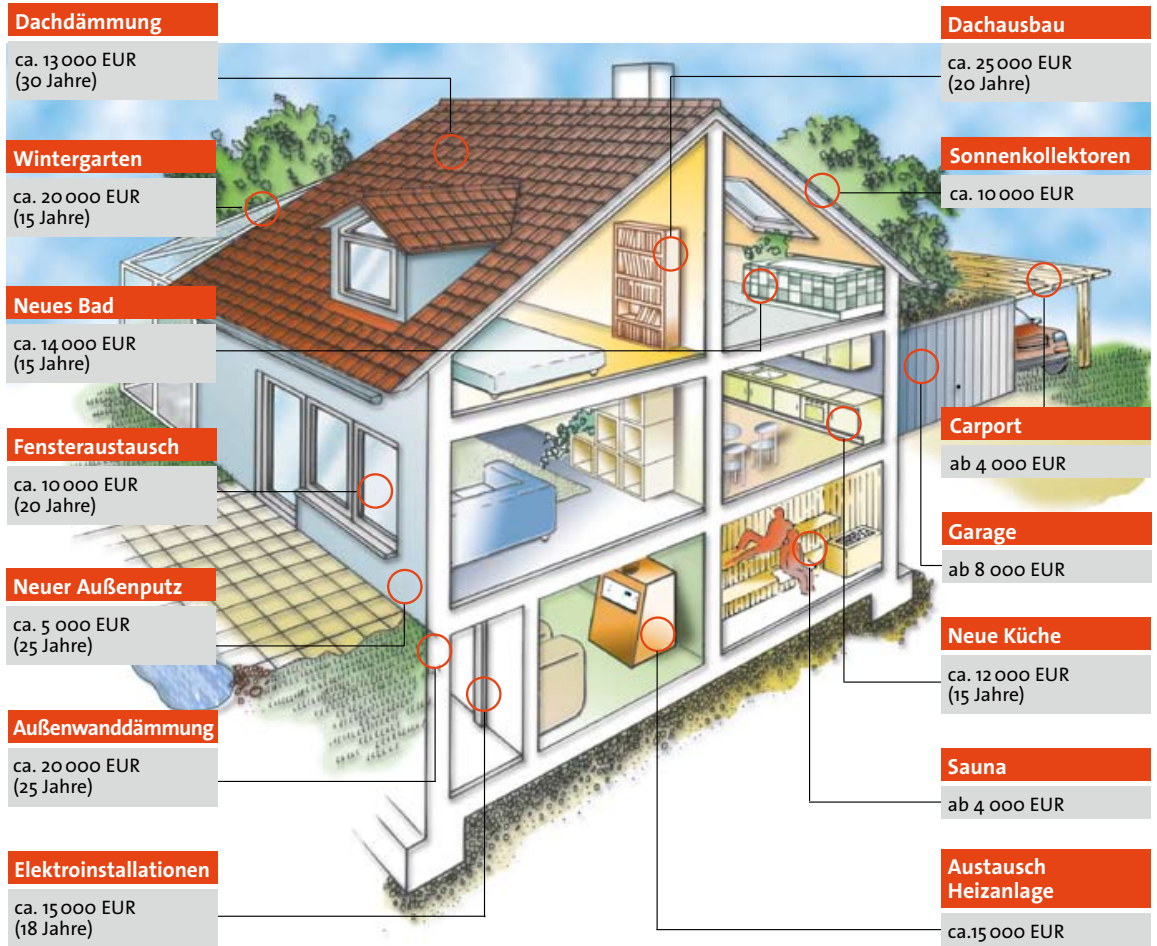 Dachdämmung
ca. 13 000 EUR
(30 Jahre)
Wintergarten
ca. 20 000 EUR
(15 Jahre)
Neues Bad
ca. 14 000 EUR
(15 Jahre)
Fensteraustausch
ca. 10 000 EUR
(20 Jahre)
Neuer Außenputz
ca. 5 000 EUR
(25 Jahre)
Außenwanddämmung
ca. 20 000 EUR
(25 Jahre)
Elektroinstallationen
ca. 15 000 EUR
(18 Jahre)
Dachausbau
ca. 25 000 EUR
(20 Jahre)
Sonnenkollektoren
ca. 10 000 EUR
Carport
ab 4 000 EUR
Garage
ab 8 000 EUR
Neue Küche
ca. 12 000 EUR
(15 Jahre)
Sauna
ab 4 000 EUR
Austausch
Heizanlage
ca.15 000 EUR